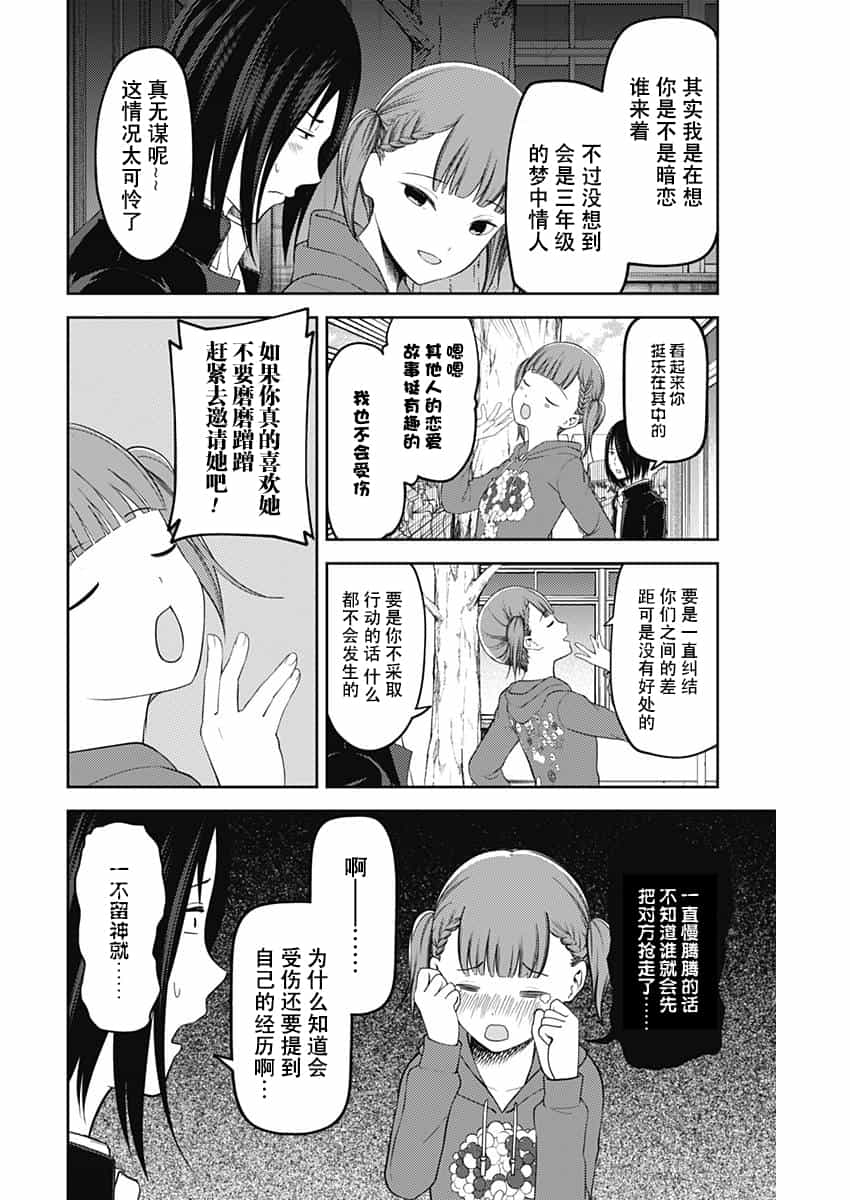 其实我是在想
你是不是暗恋
谁来着
不过没想到
会是三年级
的梦中情人
真无谋呢~~
这情况太可怜了
看起来你
挺乐在其中的
嗯嗯
其他人的恋爱
故事挺有趣的
我也不会受伤
要是一直纠结
你们之间的差
距可是没有好处的
要是你不采取
行动的话 什么
都不会发生的
如果你真的喜欢她
不要磨磨蹭蹭
赶紧去邀请她吧！
一直慢腾腾的话
不知道谁就会先
把对方抢走了……
啊——……
为什么知道会
受伤还要提到
自己的经历啊…
一不留神就……